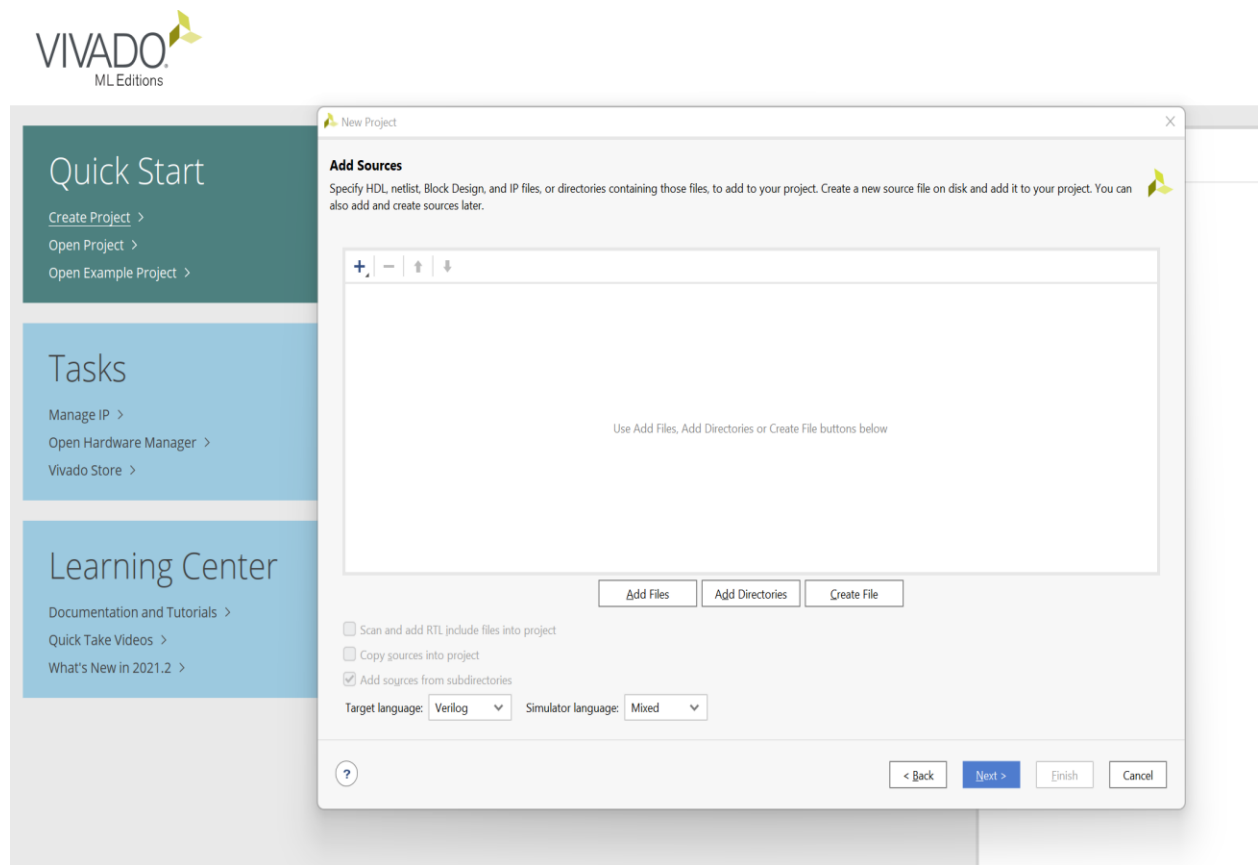 VIVADO.
ML Editions
Quick Start
Create Project >
Open Project >
Open Example Project >
Tasks
Manage IP >
Open Hardware Manager >
Vivado Store >
Learning Center
Documentation and Tutorials >
Quick Take Videos >
What's New in 2021.2 >
New Project
Add Sources
Specify HDL, netlist, Block Design, and IP files, or directories containing those files, to add to your project. Create a new source file on disk and add it to your project. You can
also add and create sources later.
Use Add Files, Add Directories or Create File buttons below
Add Files Add Directories Create File
Scan and add RTL include files into project
Copy sources into project
Add sources from subdirectories
Target language: Verilog Simulator language: Mixed
? < Back Next > Finish Cancel